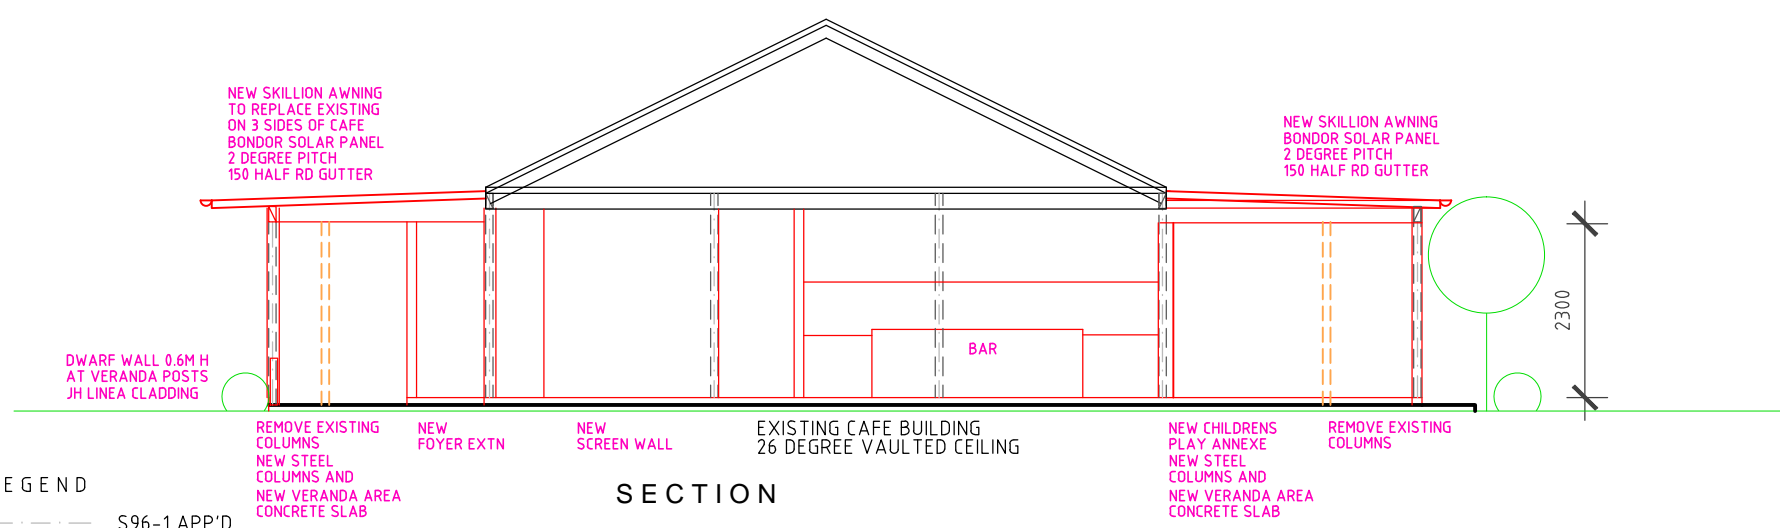 NEW SKILLION AWNING
TO REPLACE EXISTING
ON 3 SIDES OF CAFE
BONDOR SOLAR PANEL
2 DEGREE PITCH
150 HALF RD GUTTER
NEW SKILLION AWNING
BONDOR SOLAR PANEL
2 DEGREE PITCH
150 HALF RD GUTTER
2300
BAR
DWARF WALL 0.6M H
AT VERANDA POSTS
JH LINEA CLADDING
REMOVE EXISTING
COLUMNS
NEW STEEL
COLUMNS AND
NEW VERANDA AREA
CONCRETE SLAB
NEW
FOYER EXTN
NEW
SCREEN WALL
EXISTING CAFE BUILDING
26 DEGREE VAULTED CEILING
NEW CHILDRENS
PLAY ANNEXE
NEW STEEL
COLUMNS AND
NEW VERANDA AREA
CONCRETE SLAB
REMOVE EXISTING
COLUMNS
SECTION
EGEND
S96-1 APP'D